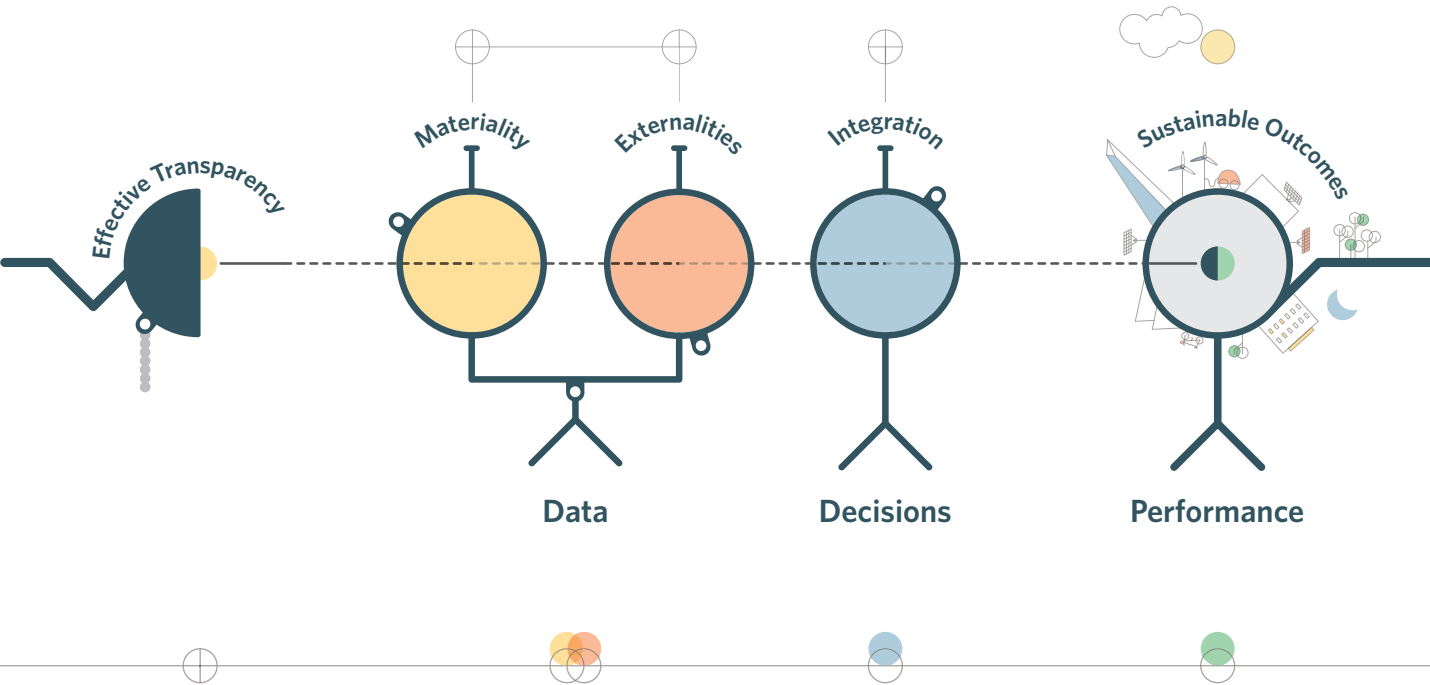 Effective Transparency
Materiality
Externalities
Integration
Sustainable Outcomes
Data
Decisions
Performance